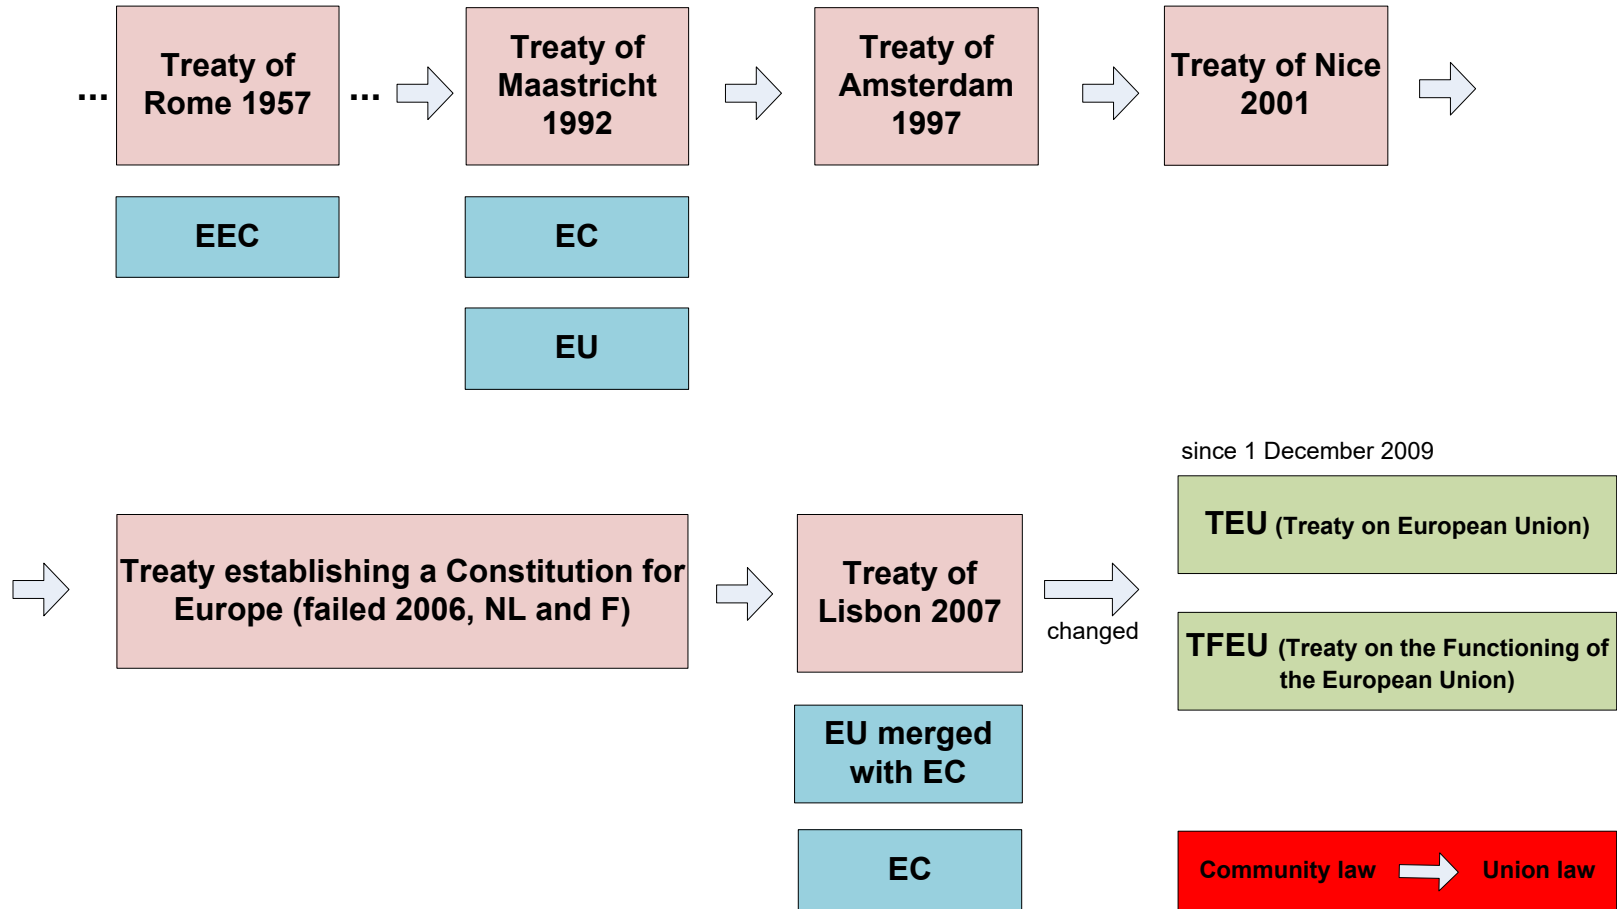 ...
Treaty of
Rome 1957
...
Treaty of
Maastricht
1992
Treaty of
Amsterdam
1997
Treaty of Nice
2001
EEC
EC
EU
since 1 December 2009
Treaty establishing a Constitution for
Europe (failed 2006, NL and F)
Treaty of
Lisbon 2007
changed
TEU (Treaty on European Union)
TFEU (Treaty on the Functioning of
the European Union)
EU merged
with EC
EC
Community law
Union law